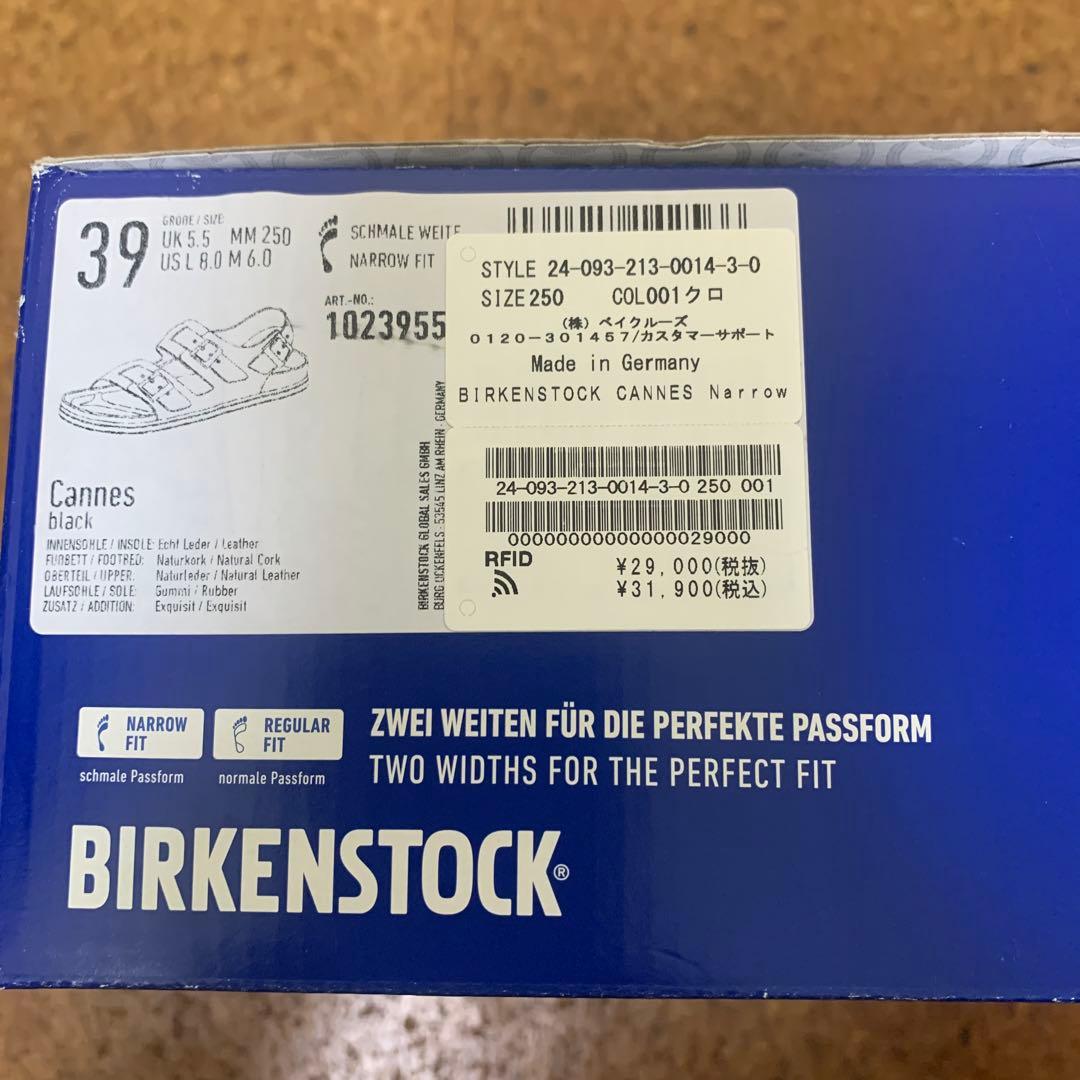 39
GRÖßE / SIZE
UK 5.5 MM 250
US L 8.0 M 6.0
SCHMALE WEITE
NARROW FIT
ART.-NO.:
1023955
Cannes
black
INNENSOHLE / INSOLE: Echt Leder / Leather
FUßBETT / FOOTBED: Naturkork / Natural Cork
OBERTEIL / UPPER: Naturleder / Natural Leather
LAUFSOHLE / SOLE: Gummi / Rubber
ZUSATZ / ADDITION: Exquisit / Exquisit
BIRKENSTOCK GLOBAL SALES GMBH
BURG OCKENFELS · 53545 LINZ AM RHEIN · GERMANY
STYLE 24-093-213-0014-3-0
SIZE 250 COL001クロ
(株) ベイクルーズ
0120-301457/カスタマーサポート
Made in Germany
BIRKENSTOCK CANNES Narrow
24-093-213-0014-3-0 250 001
00000000000000029000
RFID
¥29,000(税抜)
¥31,900(税込)
NARROW
FIT
schmale Passform
REGULAR
FIT
normale Passform
ZWEI WEITEN FÜR DIE PERFEKTE PASSFORM
TWO WIDTHS FOR THE PERFECT FIT
BIRKENSTOCK®